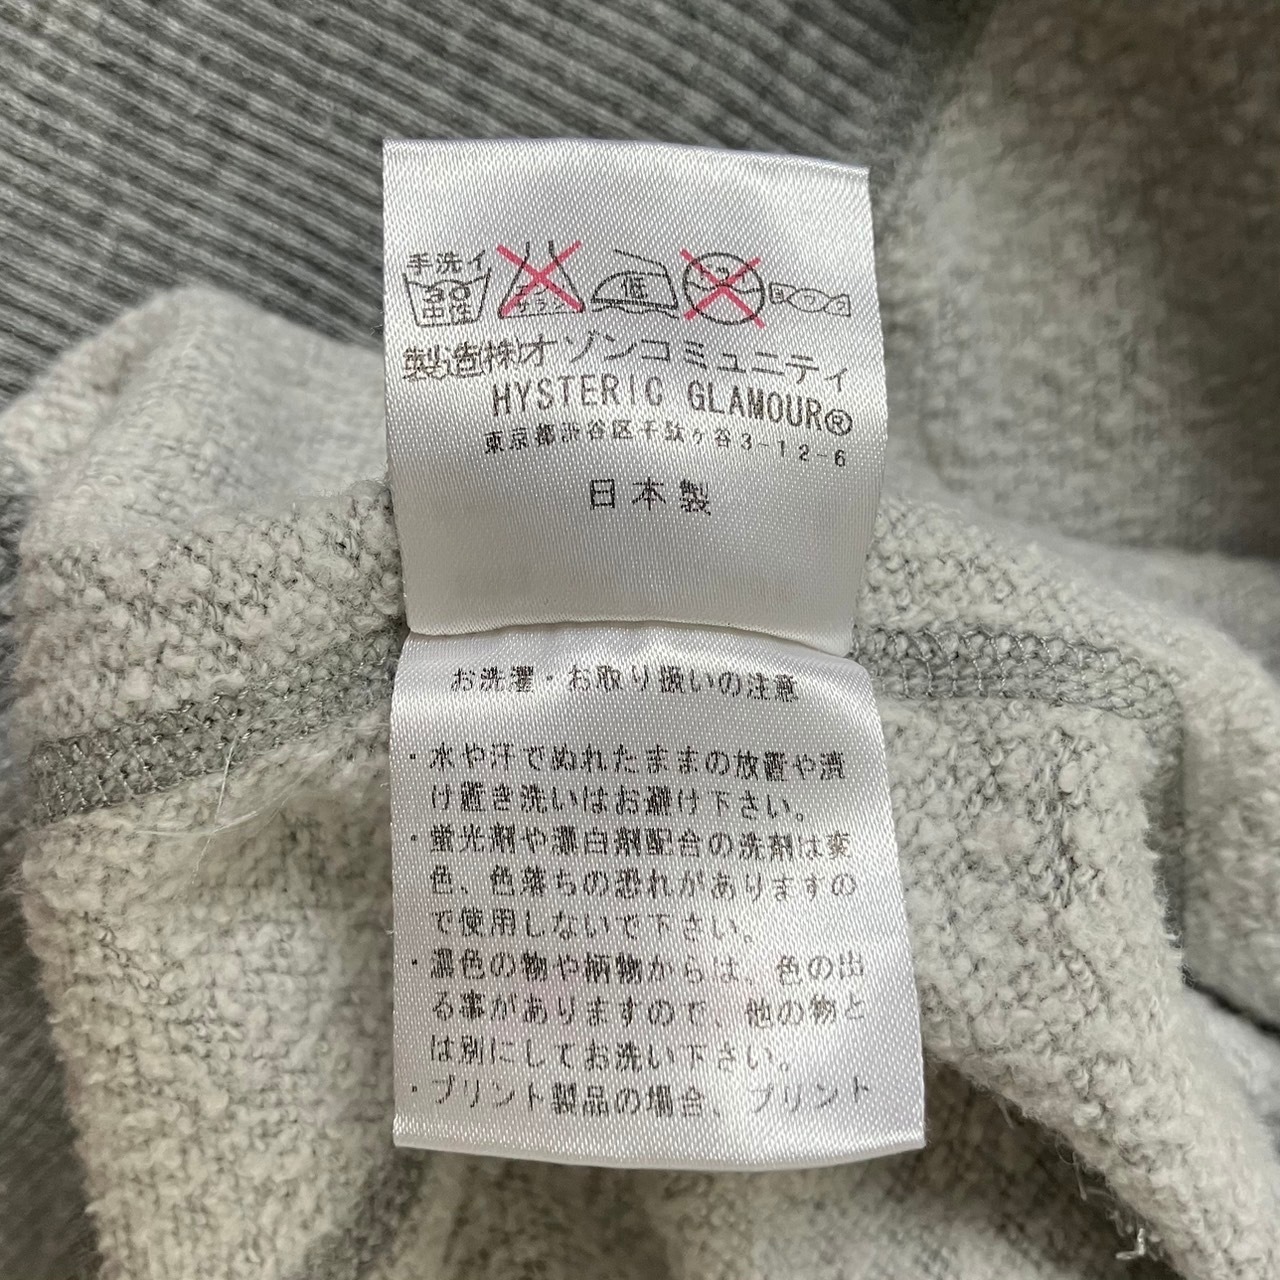 手洗イ
30
中性
低
製造㈱オゾンコミュニティ
HYSTERIC GLAMOUR®
東京都渋谷区千駄ヶ谷3-12-6
日本製
お洗濯・お取り扱いの注意
・水や汗でぬれたままの放置や漬
け置き洗いはお避け下さい。
・蛍光剤や漂白剤配合の洗剤は変
色、色落ちの恐れがありますの
で使用しないで下さい。
・濃色の物や柄物からは、色の出
る事がありますので、他の物と
は別にしてお洗い下さい。
・プリント製品の場合、プリント